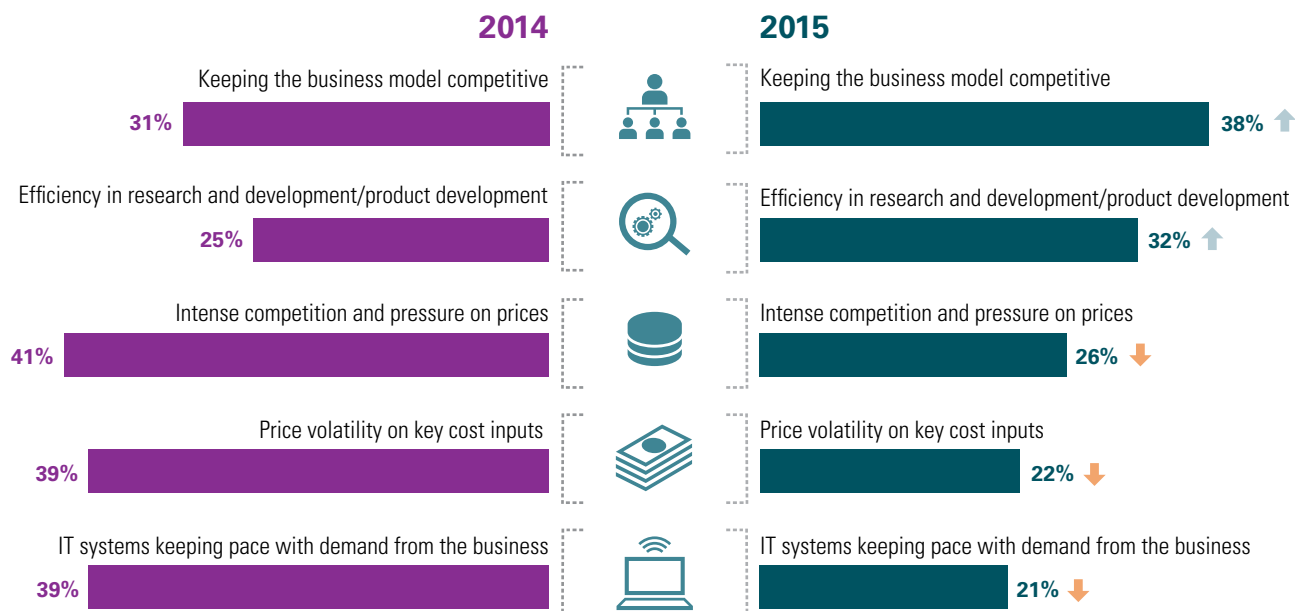 2014
2015
Keeping the business model competitive
31%
Keeping the business model competitive
38%
Efficiency in research and development/product development
25%
Efficiency in research and development/product development
32%
Intense competition and pressure on prices
41%
Intense competition and pressure on prices
26%
Price volatility on key cost inputs
39%
Price volatility on key cost inputs
22%
IT systems keeping pace with demand from the business
39%
IT systems keeping pace with demand from the business
21%